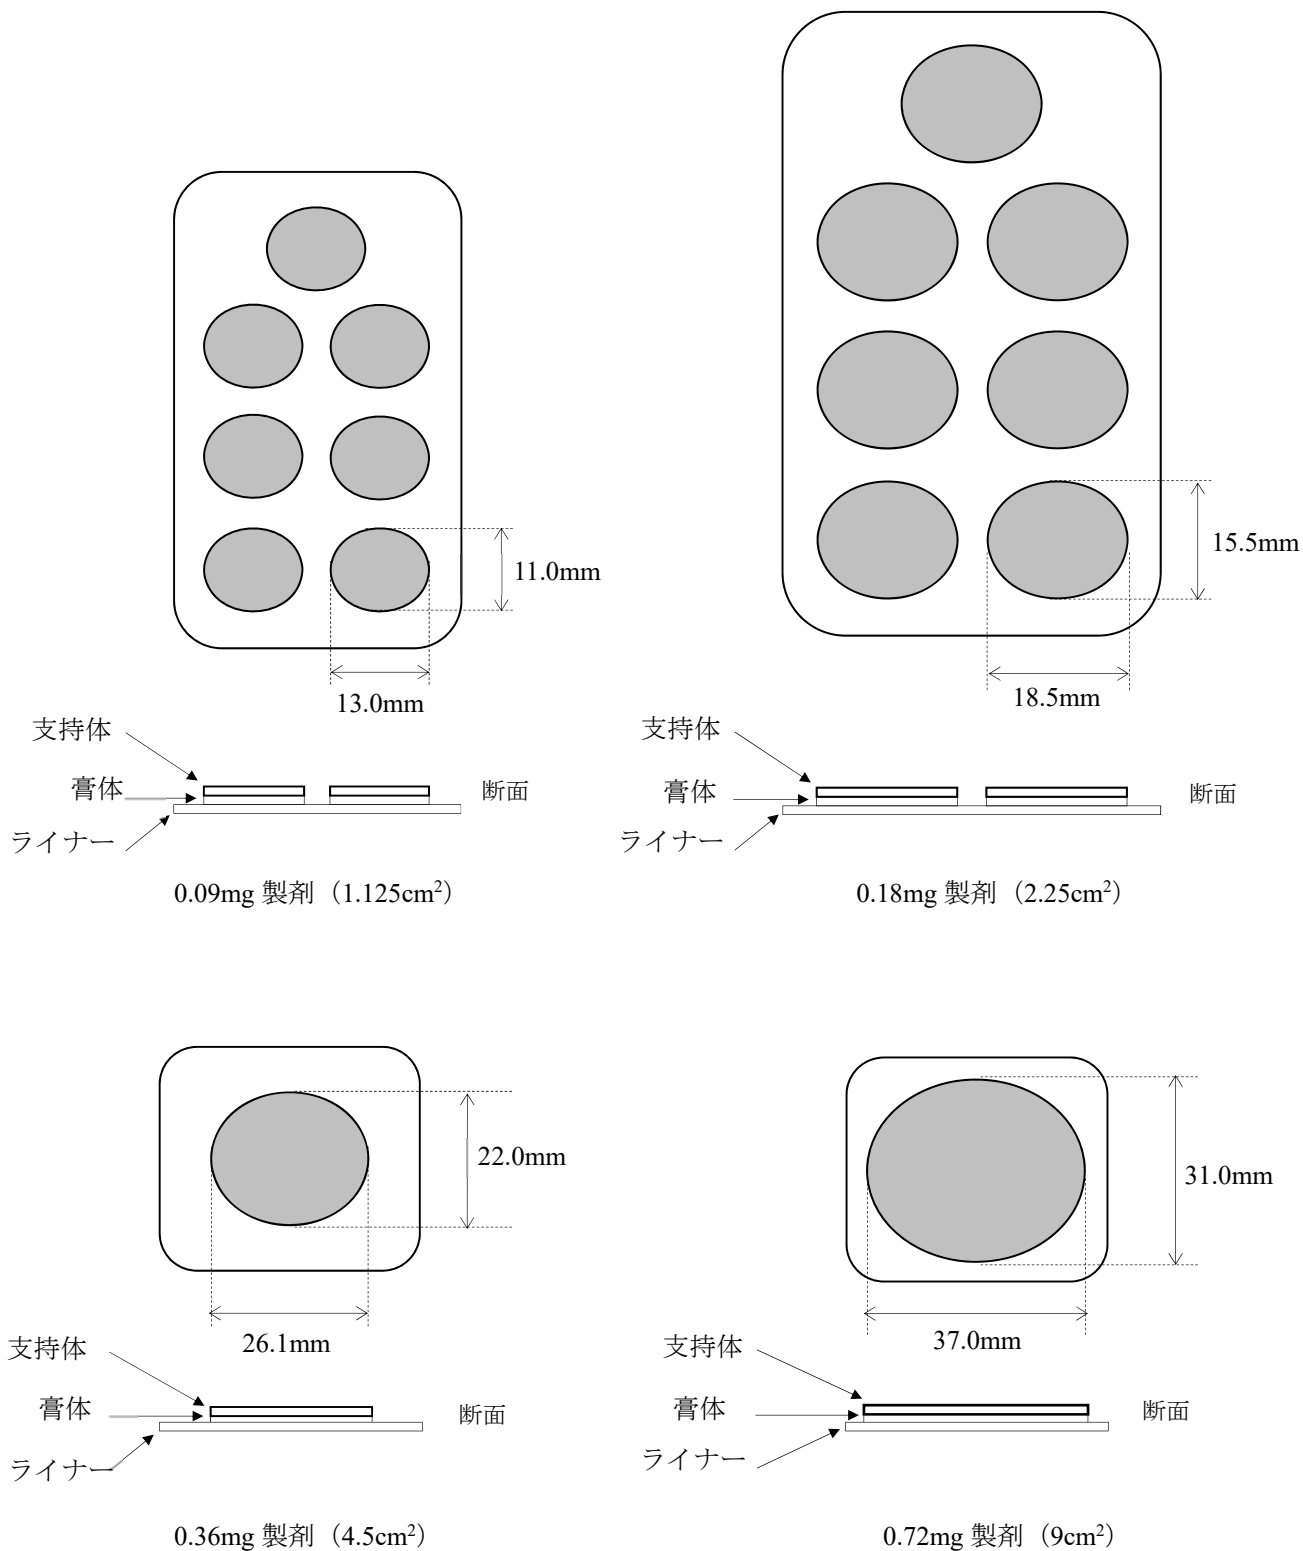 11.0mm
13.0mm
支持体
膏体
ライナー
断面
0.09mg 製剤（1.125cm²）
15.5mm
18.5mm
支持体
膏体
ライナー
断面
0.18mg 製剤（2.25cm²）
22.0mm
26.1mm
支持体
膏体
ライナー
断面
0.36mg 製剤（4.5cm²）
31.0mm
37.0mm
支持体
膏体
ライナー
断面
0.72mg 製剤（9cm²）